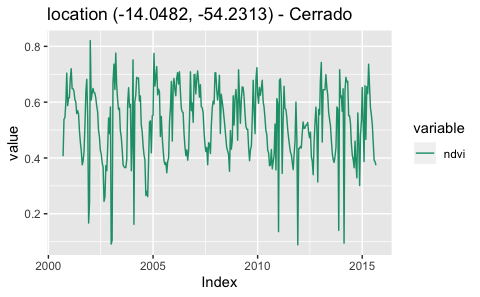 location (-14.0482, -54.2313) - Cerrado
0.8
0.6
0.4
0.2
value
2000
2005
2010
2015
Index
variable
ndvi